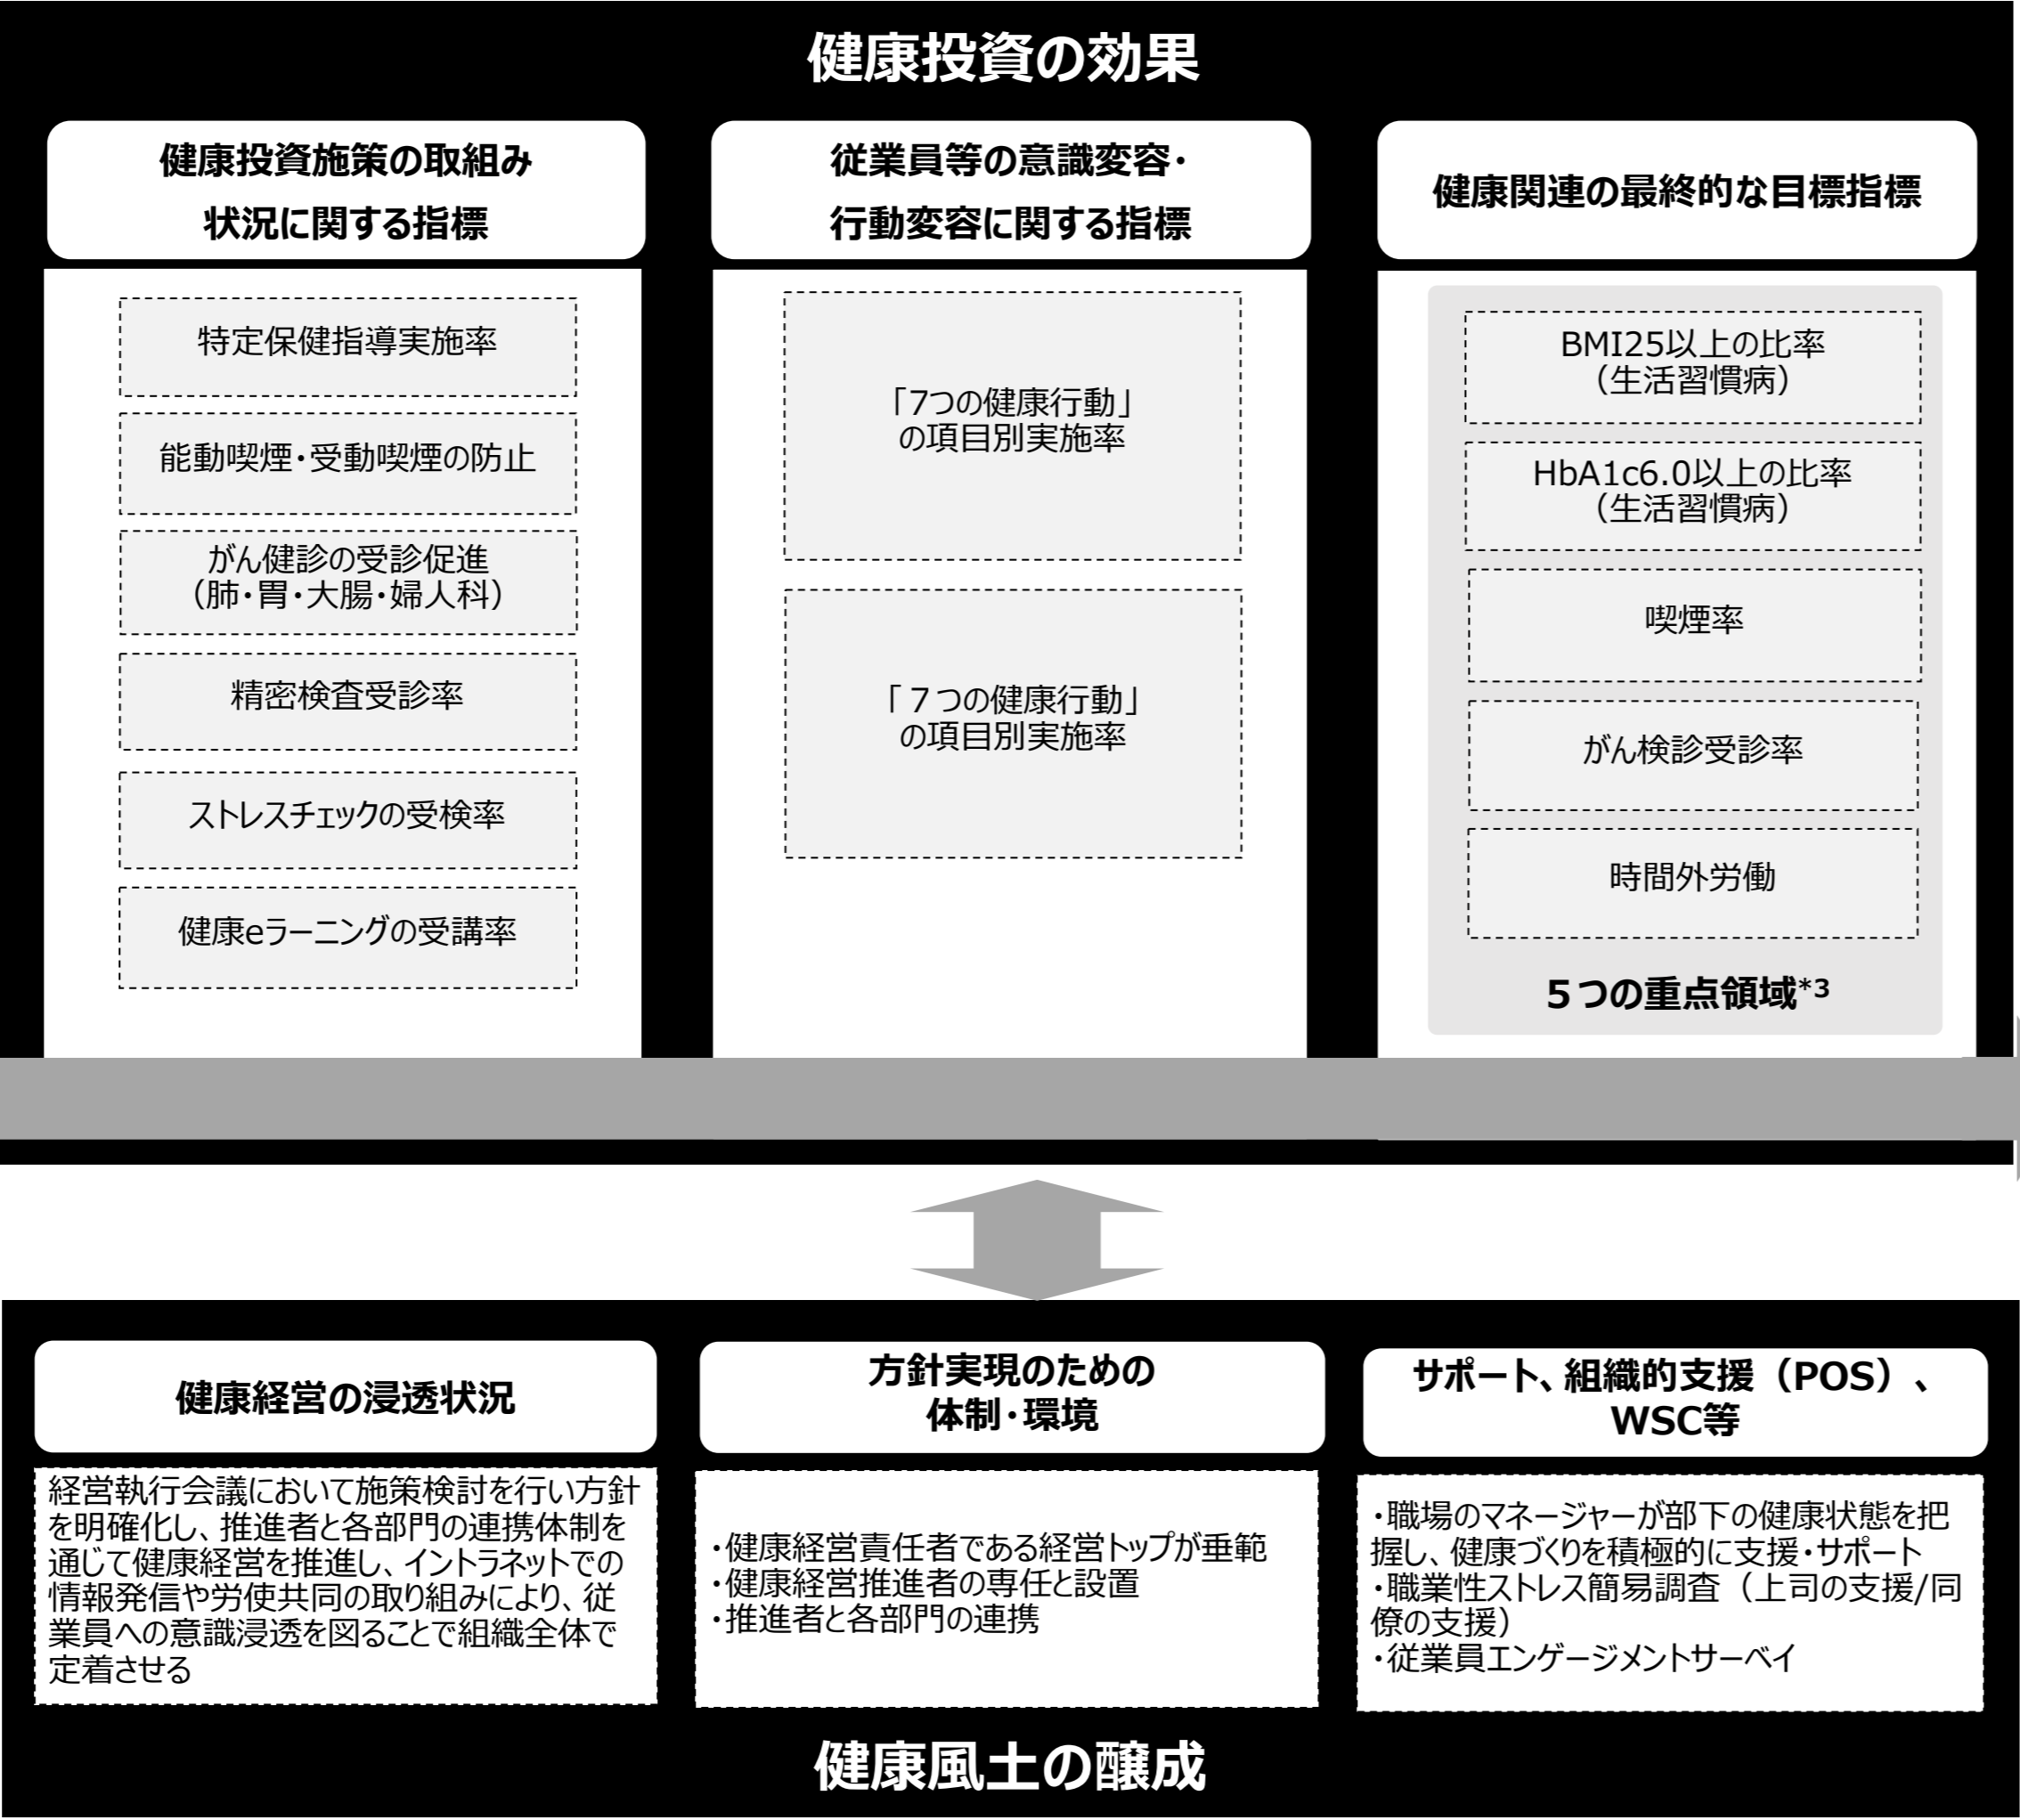 健康投資の効果
健康投資施策の取組み
状況に関する指標
特定保健指導実施率
能動喫煙・受動喫煙の防止
がん健診の受診促進
（肺・胃・大腸・婦人科）
精密検査受診率
ストレスチェックの受検率
健康eラーニングの受講率
従業員等の意識変容・
行動変容に関する指標
「7つの健康行動」
の項目別実施率
「７つの健康行動」
の項目別実施率
健康関連の最終的な目標指標
BMI25以上の比率
（生活習慣病）
HbA1c6.0以上の比率
（生活習慣病）
喫煙率
がん検診受診率
時間外労働
５つの重点領域*3
健康経営の浸透状況
経営執行会議において施策検討を行い方針
を明確化し、推進者と各部門の連携体制を
通じて健康経営を推進し、イントラネットでの
情報発信や労使共同の取り組みにより、従
業員への意識浸透を図ることで組織全体で
定着させる
方針実現のための
体制・環境
・健康経営責任者である経営トップが垂範
・健康経営推進者の専任と設置
・推進者と各部門の連携
サポート、組織的支援（POS）、
WSC等
・職場のマネージャーが部下の健康状態を把
握し、健康づくりを積極的に支援・サポート
・職業性ストレス簡易調査（上司の支援/同
僚の支援）
・従業員エンゲージメントサーベイ
健康風土の醸成